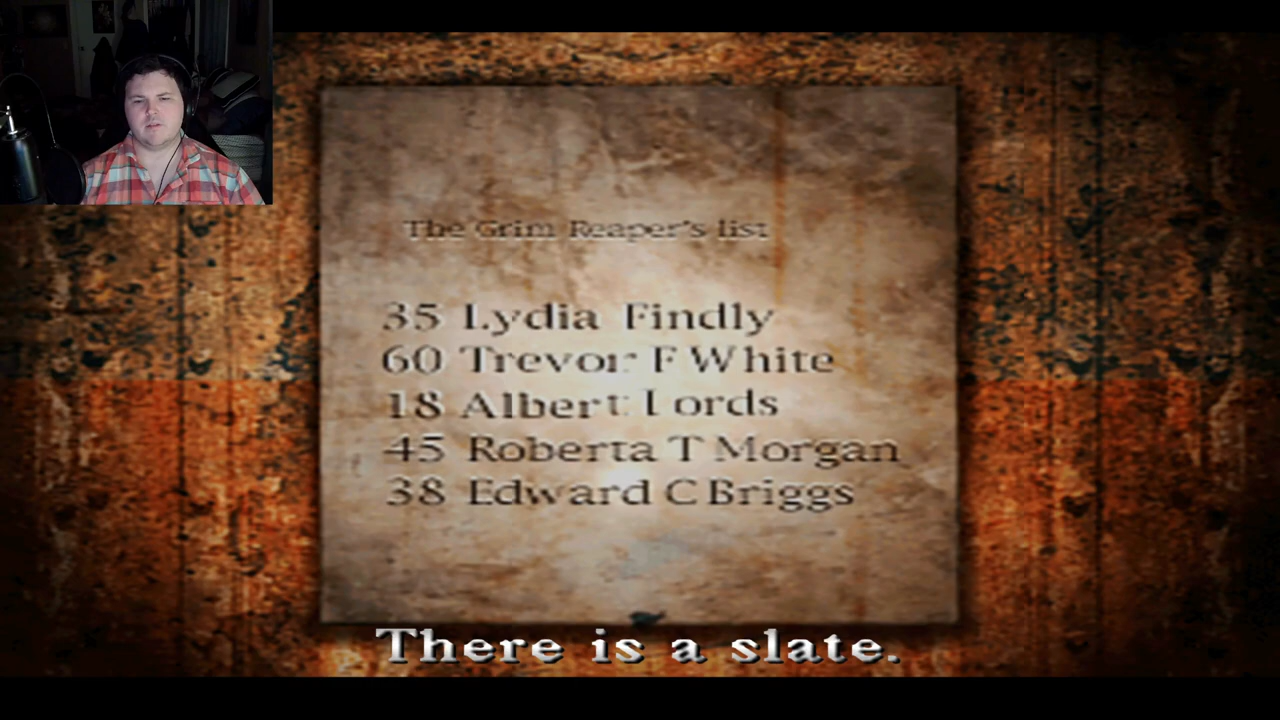 The Grim Reaper's list
35 Lydia Findly
60 Trevor F White
18 Albert Lords
45 Roberta T Morgan
38 Edward C Briggs
There is a slate.